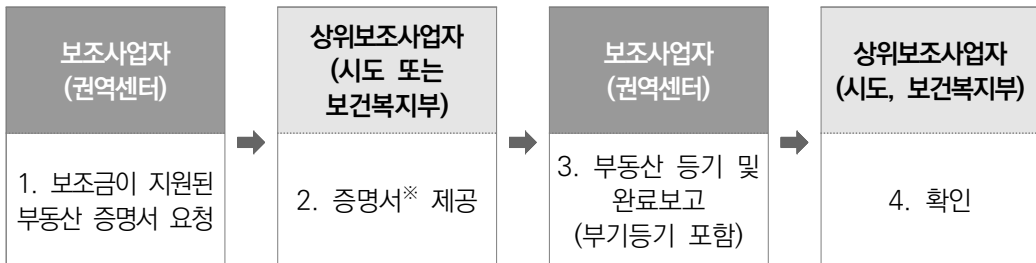 보조사업자
(권역센터)
1. 보조금이 지원된
부동산 증명서 요청
상위보조사업자
(시도 또는
보건복지부)
2. 증명서※ 제공
보조사업자
(권역센터)
3. 부동산 등기 및
완료보고
(부기등기 포함)
상위보조사업자
(시도, 보건복지부)
4. 확인